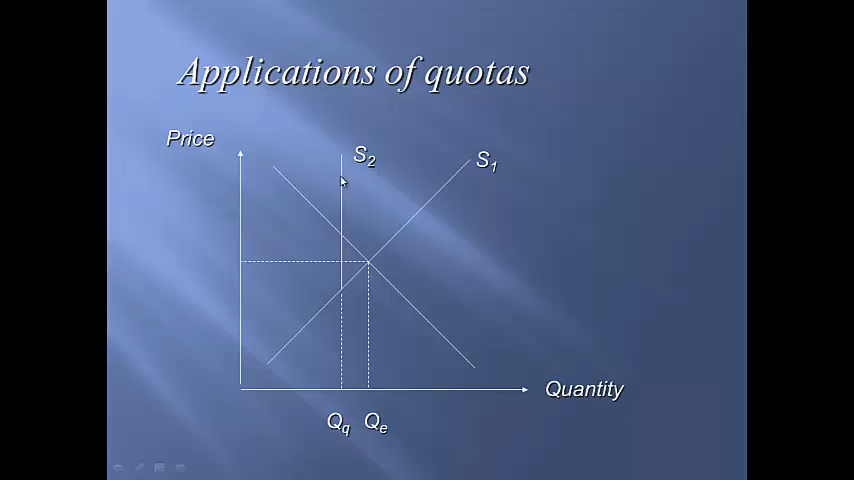 Applications of quotas
Price
S2
S1
Quantity
Qq Qe